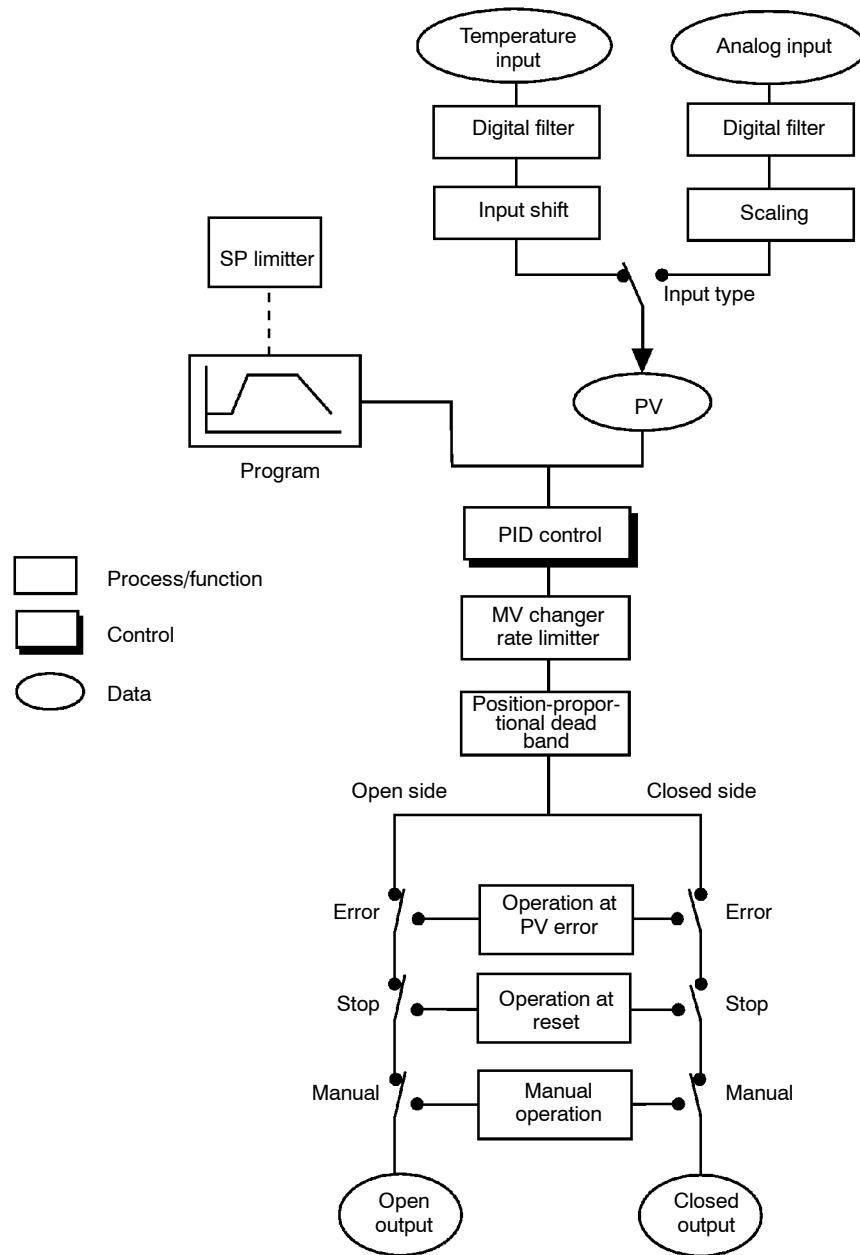 Temperature
input
Analog input
Digital filter
Digital filter
Input shift
Scaling
SP limitter
Input type
PV
Program
PID control
Process/function
MV changer
rate limitter
Control
Data
Position-propor-
tional dead
band
Open side
Closed side
Error
Operation at
PV error
Error
Stop
Operation at
reset
Stop
Manual
Manual
operation
Manual
Open
output
Closed
output